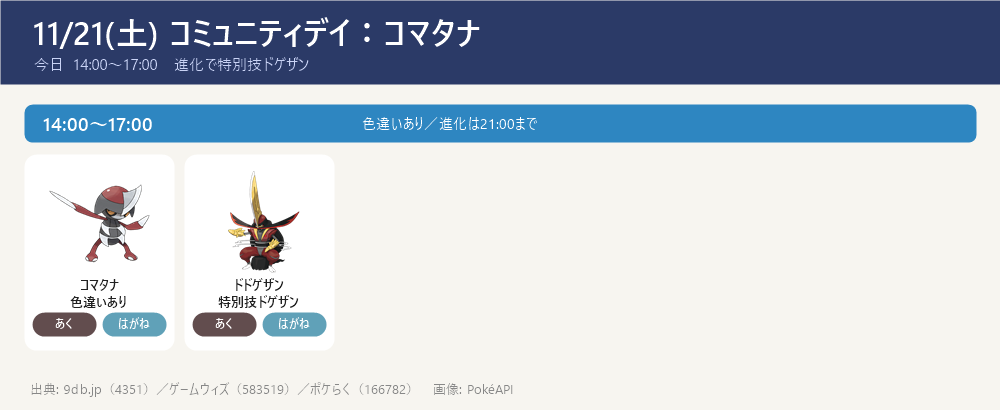 11/21(土) コミュニティデイ：コマタナ
今日 14:00～17:00 進化で特別技ドゲザン
14:00～17:00 色違いあり／進化は21:00まで
コマタナ
色違いあり
あく はがね
ドドゲザン
特別技ドゲザン
あく はがね
出典: 9db.jp（4351）／ゲームウィズ（583519）／ポケらく（166782） 画像: PokéAPI